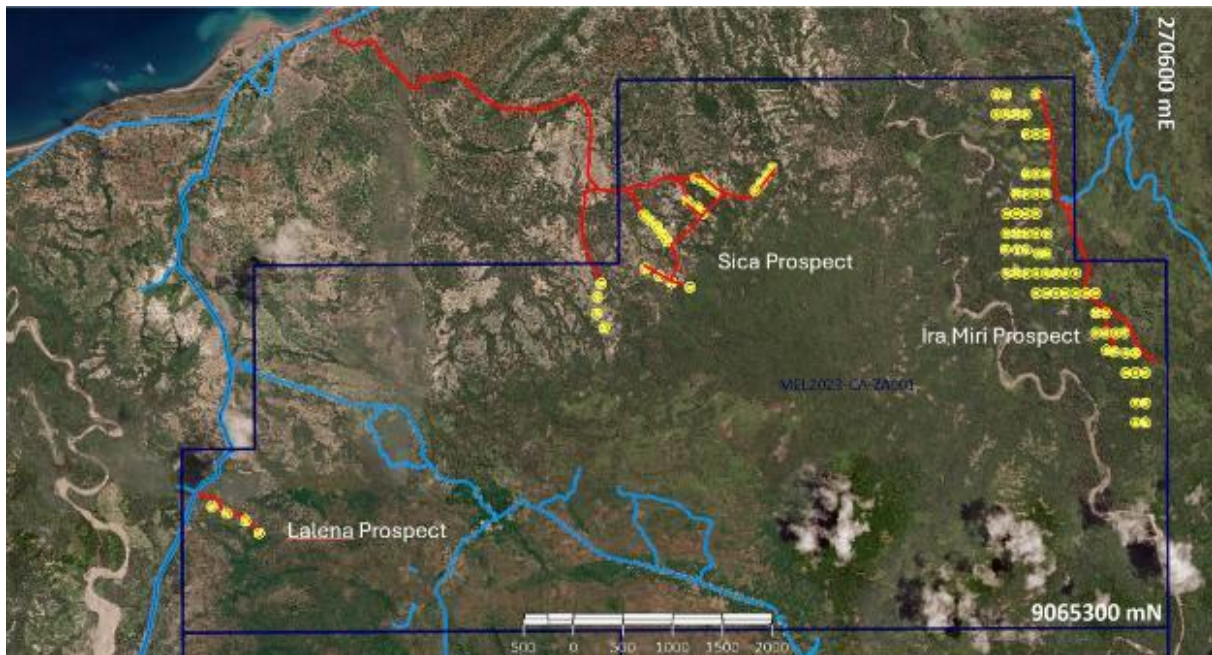 270600 mE
Sica Prospect
Ira Miri Prospect
MEL2023-CA-ZA001
Lalena Prospect
9065300 mN
500 0 500 1000 1500 2000